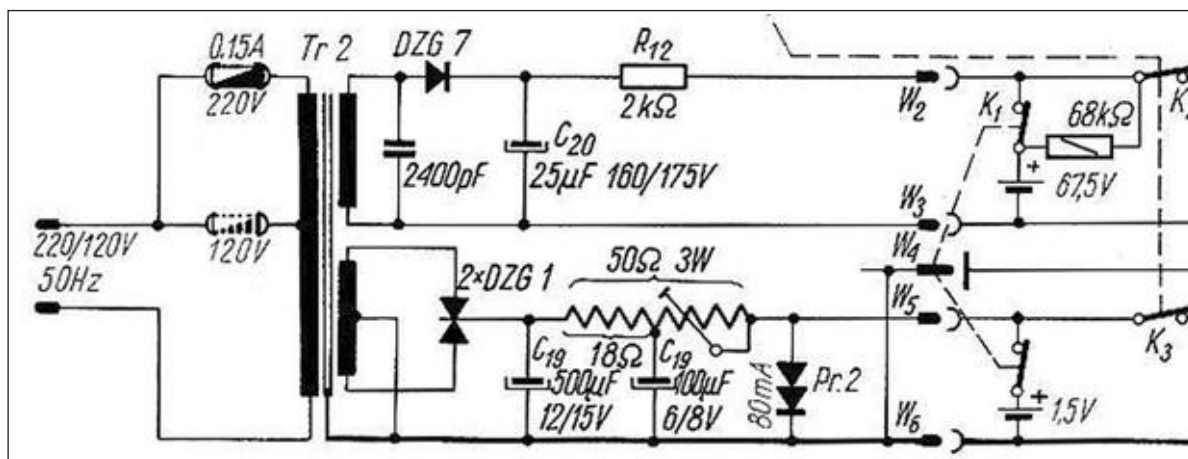 0,15A
220V
Tr 2
DZG 7
R12
2kΩ
2400pF
C20
25μF 160/175V
W2
K1
68kΩ
67,5V
W3
220/120V
50Hz
120V
2×DZG 1
50Ω 3W
W4
W5
18Ω
C19
500μF
12/15V
C19
100μF
6/8V
80mA
Pr.2
K3
1,5V
W6